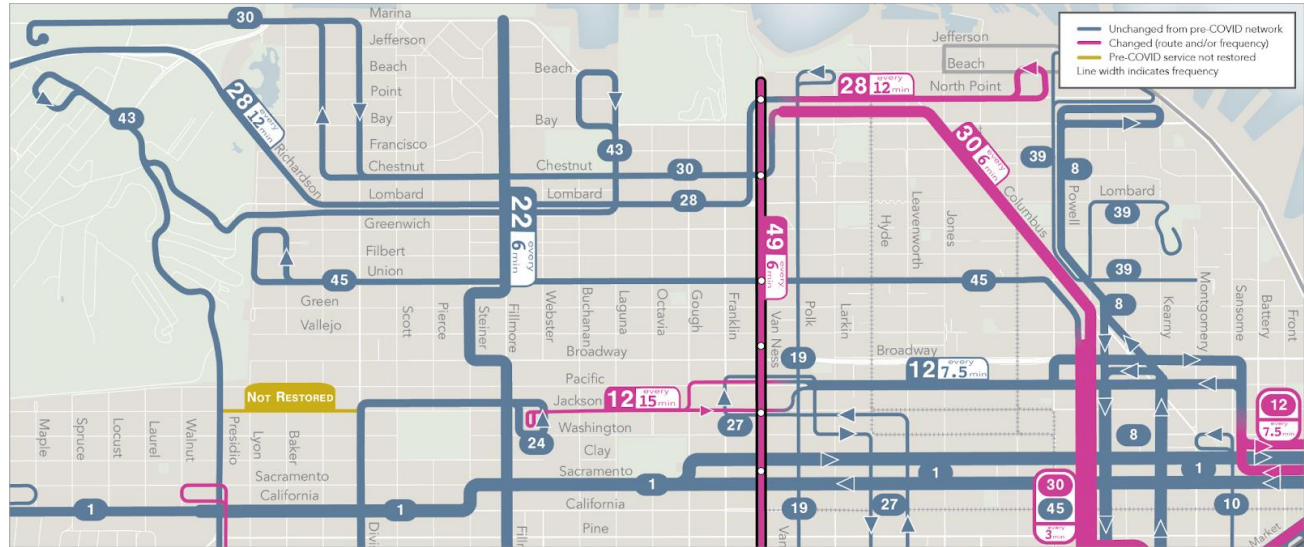 Unchanged from pre-COVID network
Changed (route and/or frequency)
Pre-COVID service not restored
Line width indicates frequency
30
Marina
Jefferson
Beach
Point
Bay
Francisco
Chestnut
Lombard
Greenwich
Filbert
Union
Green
Vallejo
43
28
every
12 min
Richardson
Beach
Bay
43
Chestnut
30
Lombard
28
22
every
6 min
45
Jefferson
Beach
North Point
28
every
12 min
30
every
6 min
Columbus
39
8
Powell
Lombard
39
39
49
every
6 min
Hyde
Leavenworth
Jones
45
8
Scott
Pierce
Steiner
Fillmore
Webster
Buchanan
Laguna
Octavia
Gough
Franklin
Van Ness
Polk
Larkin
Kearny
Montgomery
Sansome
Battery
Front
Broadway
19
Broadway
12
every
7.5 min
Pacific
Jackson
12
every
15 min
Washington
Clay
Sacramento
California
Pine
Not Restored
24
27
8
12
every
7.5 min
Maple
Spruce
Locust
Laurel
Walnut
Presidio
Lyon
Baker
Sacramento
California
1
1
1
1
1
19
27
10
30
45
every
3 min
Divi
Fillm
Van
Market